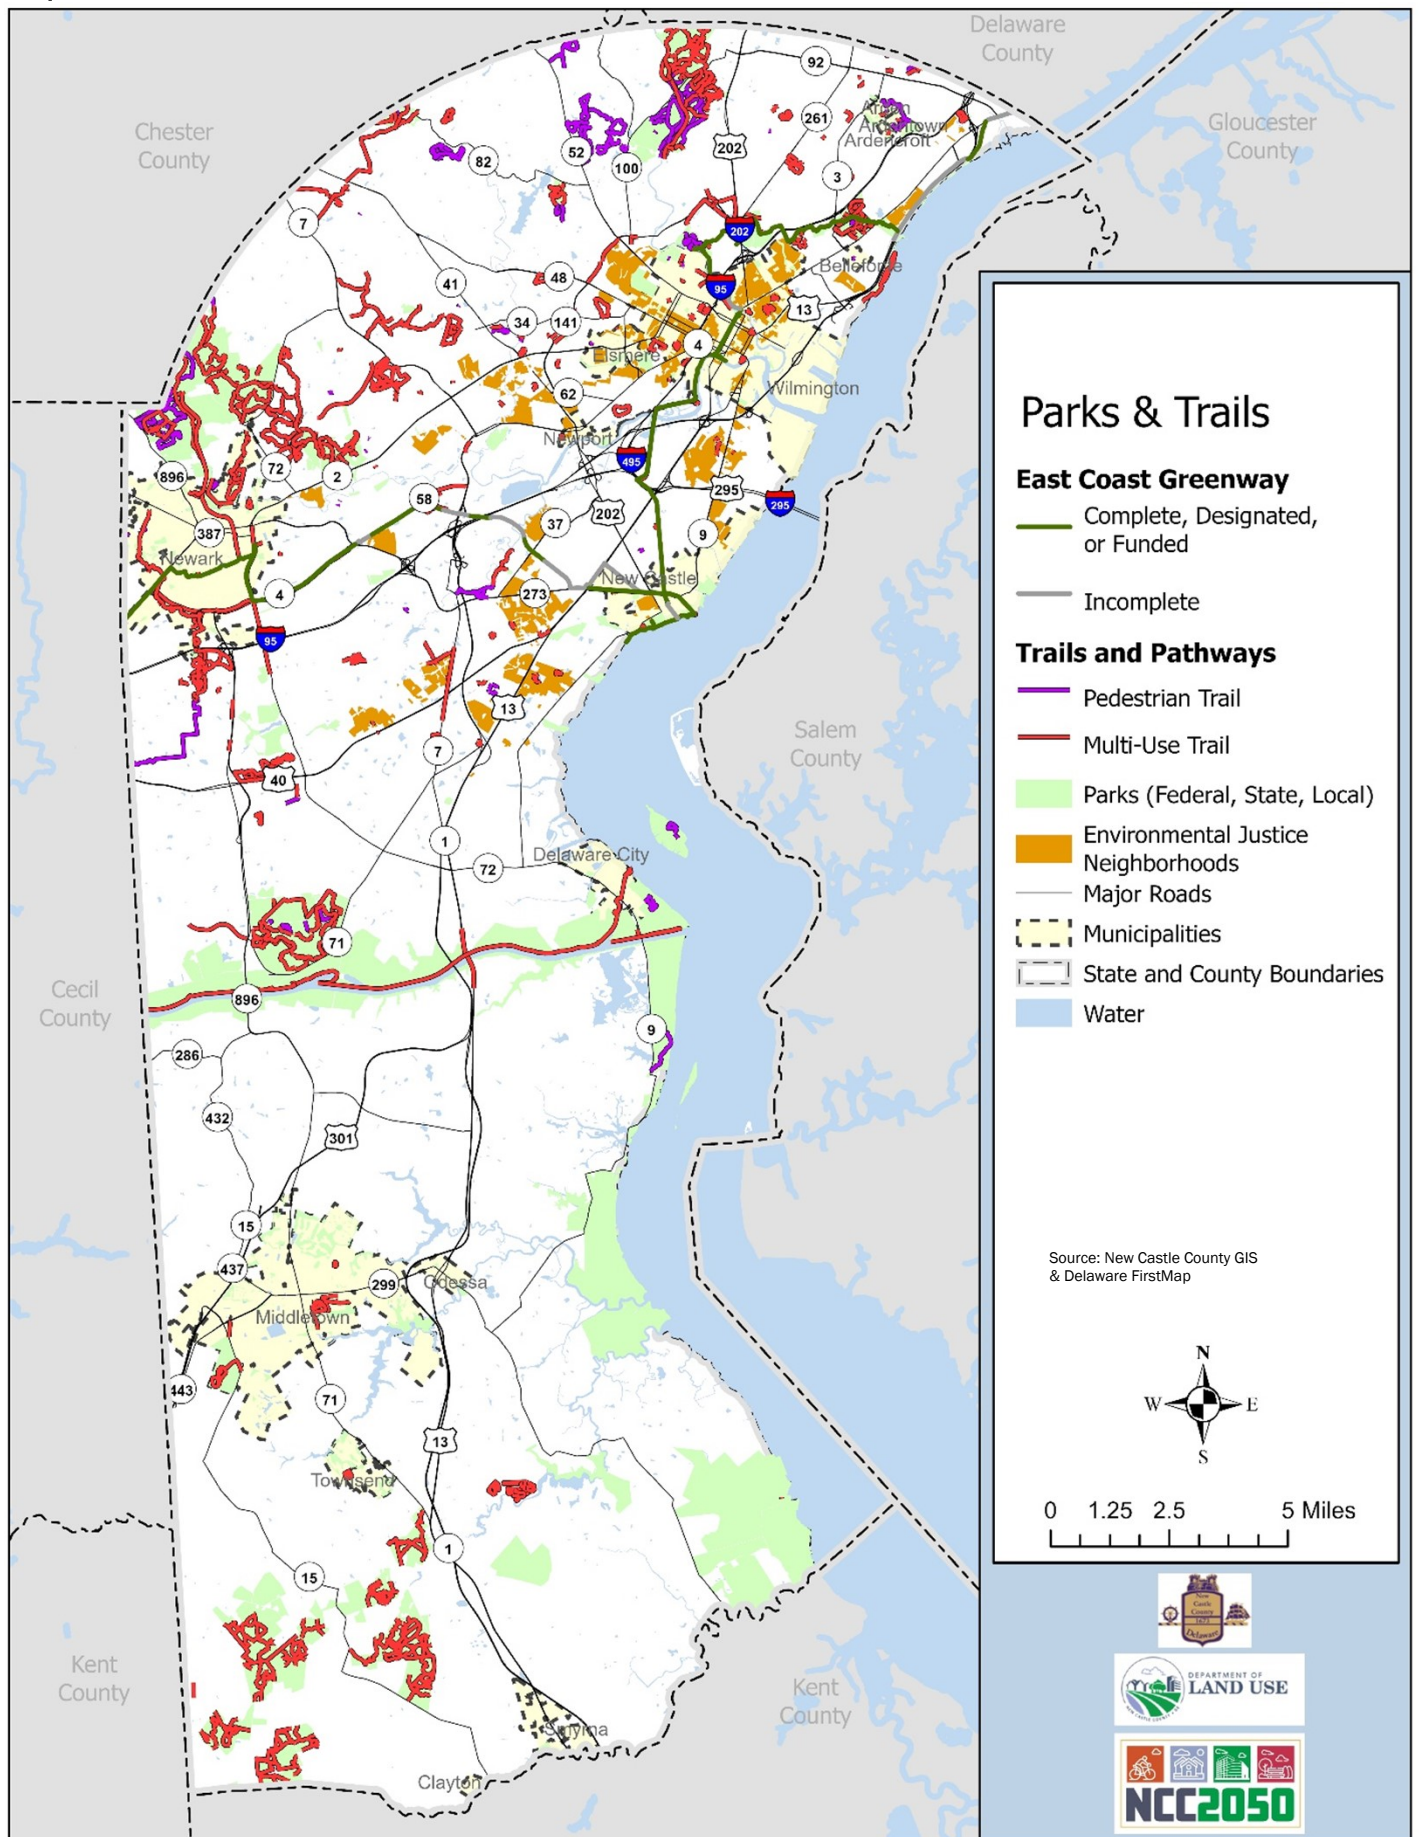 Delaware
County
Chester
County
Gloucester
County
92
261
202
52
100
82
3
7
Arden
Ardentown
Ardencroft
202
Bellefonte
41
48
95
13
34
141
4
Elsmere
62
Wilmington
Newport
896
72
2
495
58
295
295
202
37
387
9
Newark
New Castle
4
273
95
13
Salem
County
7
40
1
Delaware City
72
71
Cecil
County
896
9
286
432
301
15
437
299
Odessa
Middletown
443
71
13
Townsend
1
15
Kent
County
Kent
County
Smyrna
Clayton
Parks & Trails
East Coast Greenway
Complete, Designated,
or Funded
Incomplete
Trails and Pathways
Pedestrian Trail
Multi-Use Trail
Parks (Federal, State, Local)
Environmental Justice
Neighborhoods
Major Roads
Municipalities
State and County Boundaries
Water
Source: New Castle County GIS
& Delaware FirstMap
N
W E
S
0 1.25 2.5 5 Miles
New
Castle
County
1673
Delaware
DEPARTMENT OF
LAND USE
NCC2050